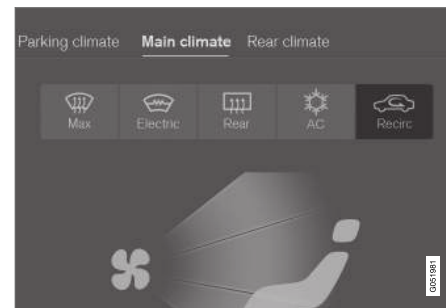 Parking climate Main climate Rear climate
Max Electric Rear AC Recirc
G051981